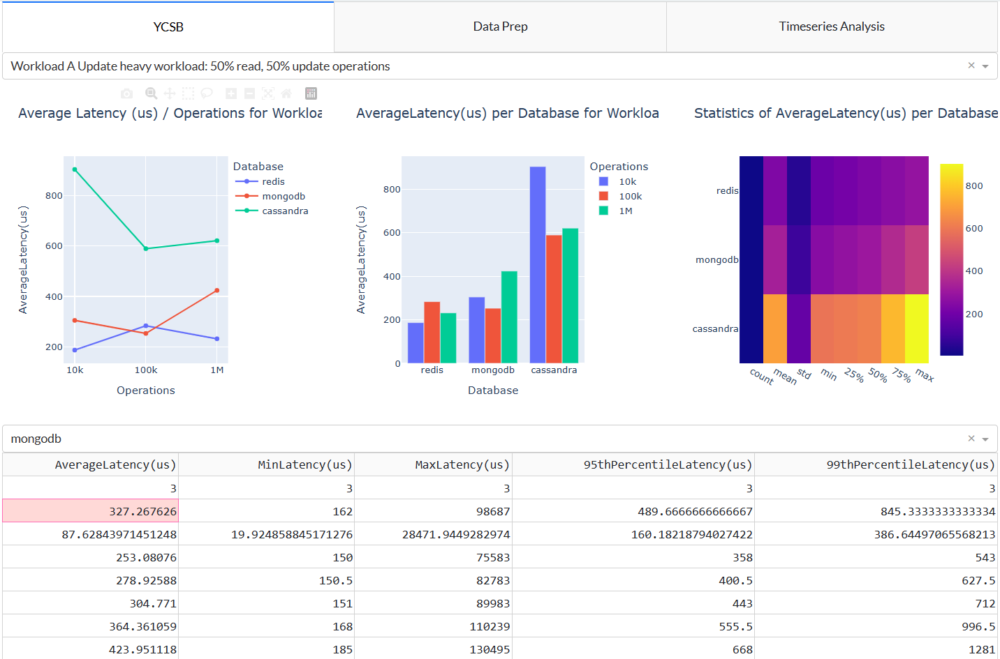 YCSB
Data Prep
Timeseries Analysis
Workload A Update heavy workload: 50% read, 50% update operations
Average Latency (us) / Operations for Workloa
AverageLatency(us)
800
600
400
200
10k 100k 1M
Operations
Database
redis
mongodb
cassandra
AverageLatency(us) per Database for Workloa
AverageLatency(us)
800
600
400
200
0
redis mongodb cassandra
Database
Operations
10k
100k
1M
Statistics of AverageLatency(us) per Database
redis
mongodb
cassandra
count mean std min 25% 50% 75% max
800
600
400
200
mongodb
AverageLatency(us) MinLatency(us) MaxLatency(us) 95thPercentileLatency(us) 99thPercentileLatency(us)
3 3 3 3 3
327.267626 162 98687 489.6666666666667 845.3333333333334
87.62843971451248 19.924858845171276 28471.9449282974 160.18218794027422 386.64497065568213
253.08076 150 75583 358 543
278.92588 150.5 82783 400.5 627.5
304.771 151 89983 443 712
364.361059 168 110239 555.5 996.5
423.951118 185 130495 668 1281